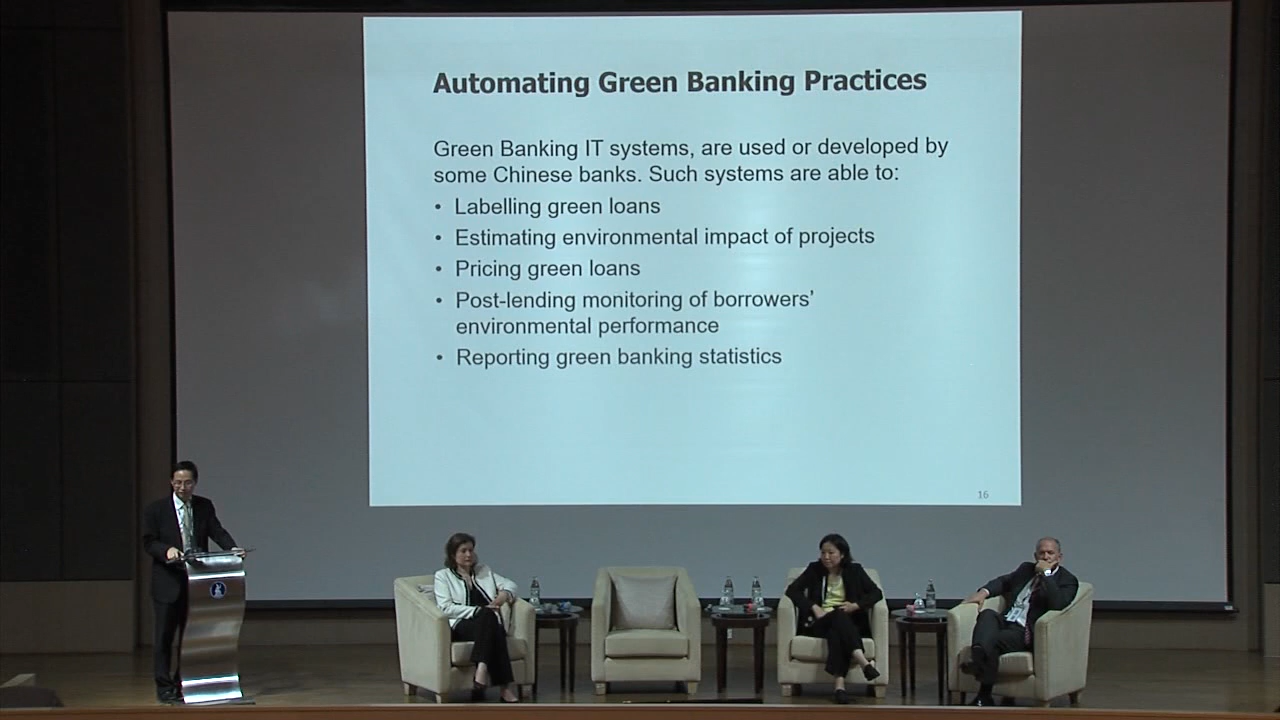 Automating Green Banking Practices
Green Banking IT systems, are used or developed by
some Chinese banks. Such systems are able to:
• Labelling green loans
• Estimating environmental impact of projects
• Pricing green loans
• Post-lending monitoring of borrowers’
environmental performance
• Reporting green banking statistics
16